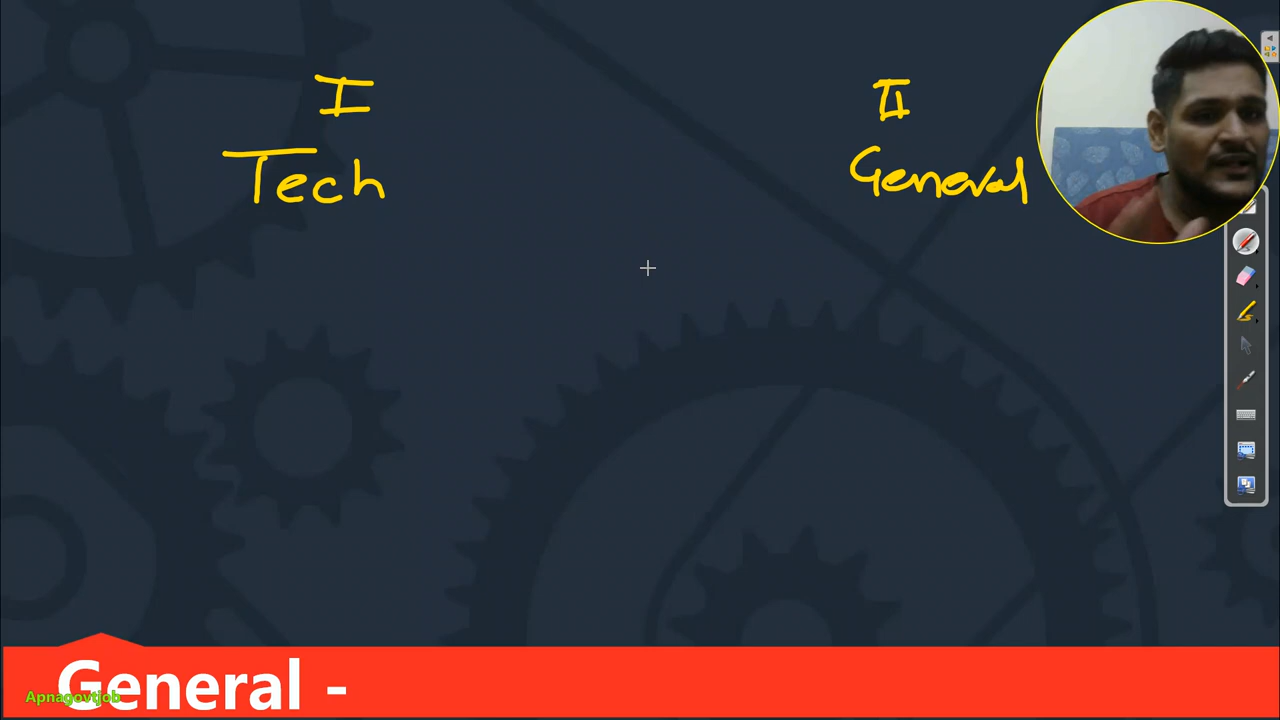 I
II
Tech
General
General -
Apnagovtjob